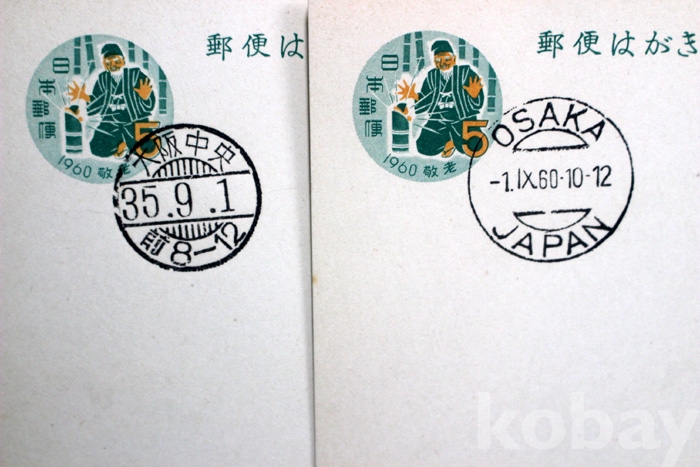 郵便は
日本郵便
5
1960 敬老
大阪中央
35.9.1
前8-12
郵便はがき
日本郵便
5
1960 敬老
OSAKA
-1.IX.60-10-12
JAPAN
kobay